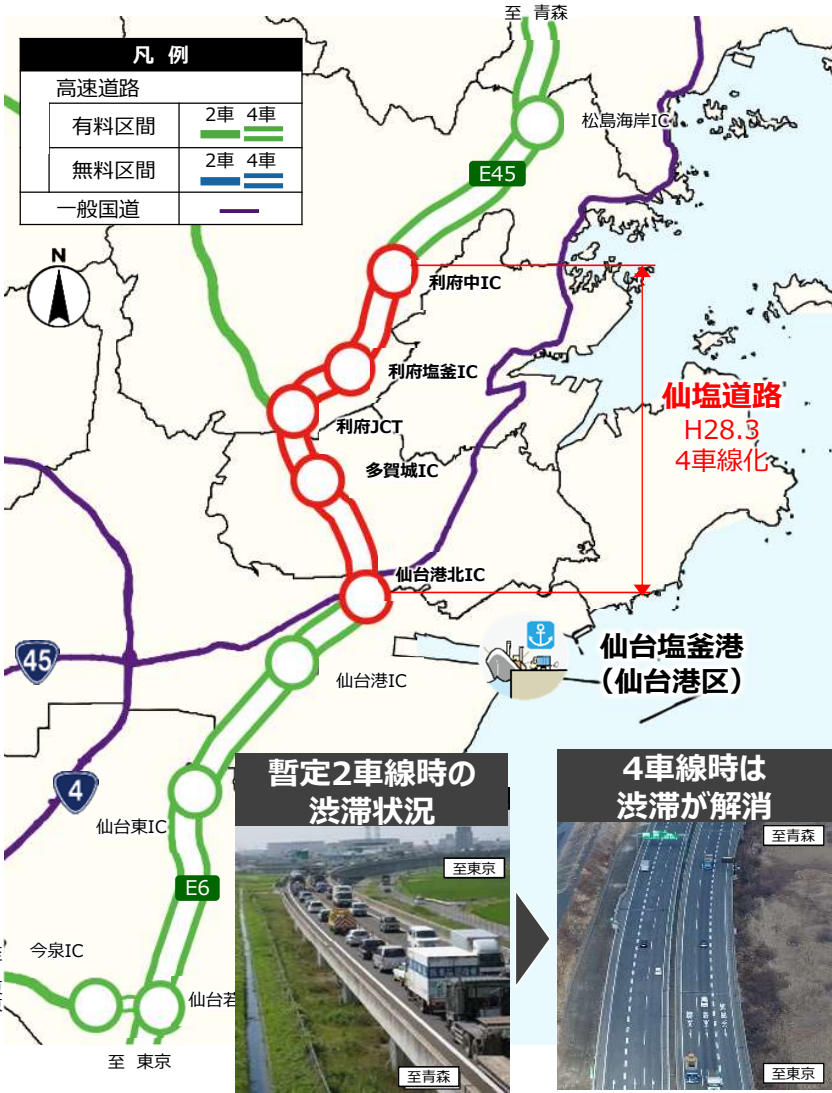 至 青森
凡 例
高速道路
有料区間
2車 4車
無料区間
2車 4車
一般国道
松島海岸IC
E45
N
利府中IC
利府塩釜IC
仙塩道路
H28.3
4車線化
利府JCT
多賀城IC
仙台港北IC
45
仙台塩釜港
（仙台港区）
仙台港IC
4
仙台東IC
E6
今泉IC
仙台若
至 東京
暫定2車線時の
渋滞状況
至東京
至青森
4車線時は
渋滞が解消
至青森
至東京